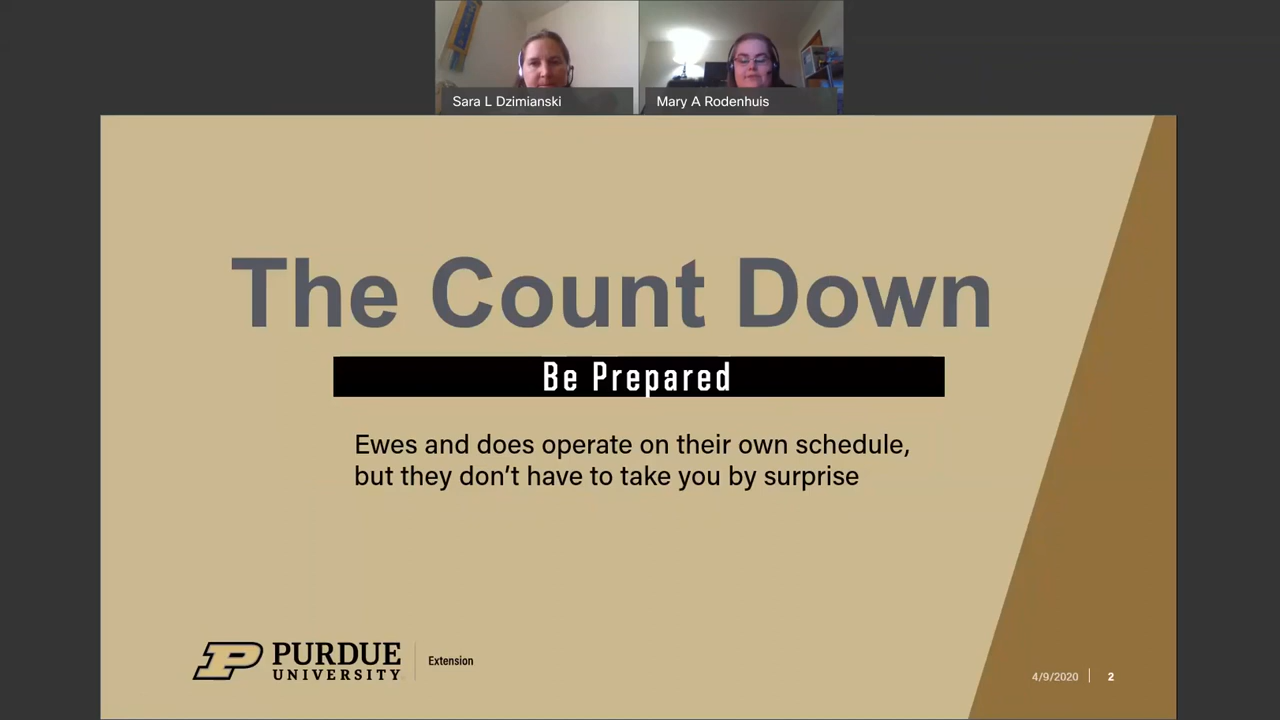 Sara L Dzimianski
Mary A Rodenhuis
The Count Down
Be Prepared
Ewes and does operate on their own schedule,
but they don't have to take you by surprise
P PURDUE UNIVERSITY | Extension
4/9/2020 | 2